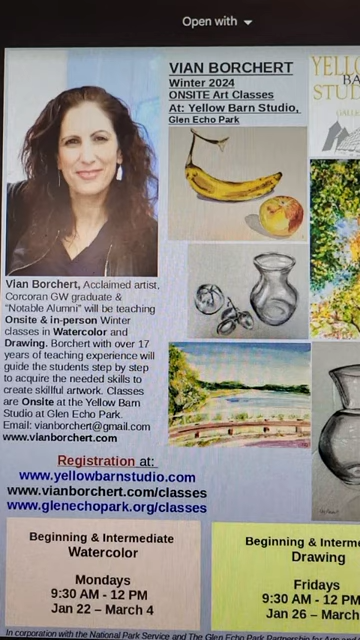 Open with
VIAN BORCHERT
Winter 2024
ONSITE Art Classes
At: Yellow Barn Studio,
Glen Echo Park
YELLO
BA
STUD
GALLE
Vian Borchert, Acclaimed artist,
Corcoran GW graduate &
"Notable Alumni" will be teaching
Onsite & in-person Winter
classes in Watercolor and
Drawing. Borchert with over 17
years of teaching experience will
guide the students step by step
to acquire the needed skills to
create skillful artwork. Classes
are Onsite at the Yellow Barn
Studio at Glen Echo Park.
Email: vianborchert@gmail.com
www.vianborchert.com
Registration at:
www.yellowbarnstudio.com
www.vianborchert.com/classes
www.glenechopark.org/classes
Beginning & Intermediate
Watercolor
Mondays
9:30 AM - 12 PM
Jan 22 – March 4
Beginning & Interme
Drawing
Fridays
9:30 AM - 12 PM
Jan 26 – March
In corporation with the National Park Service and The Glen Echo Park Partnership for